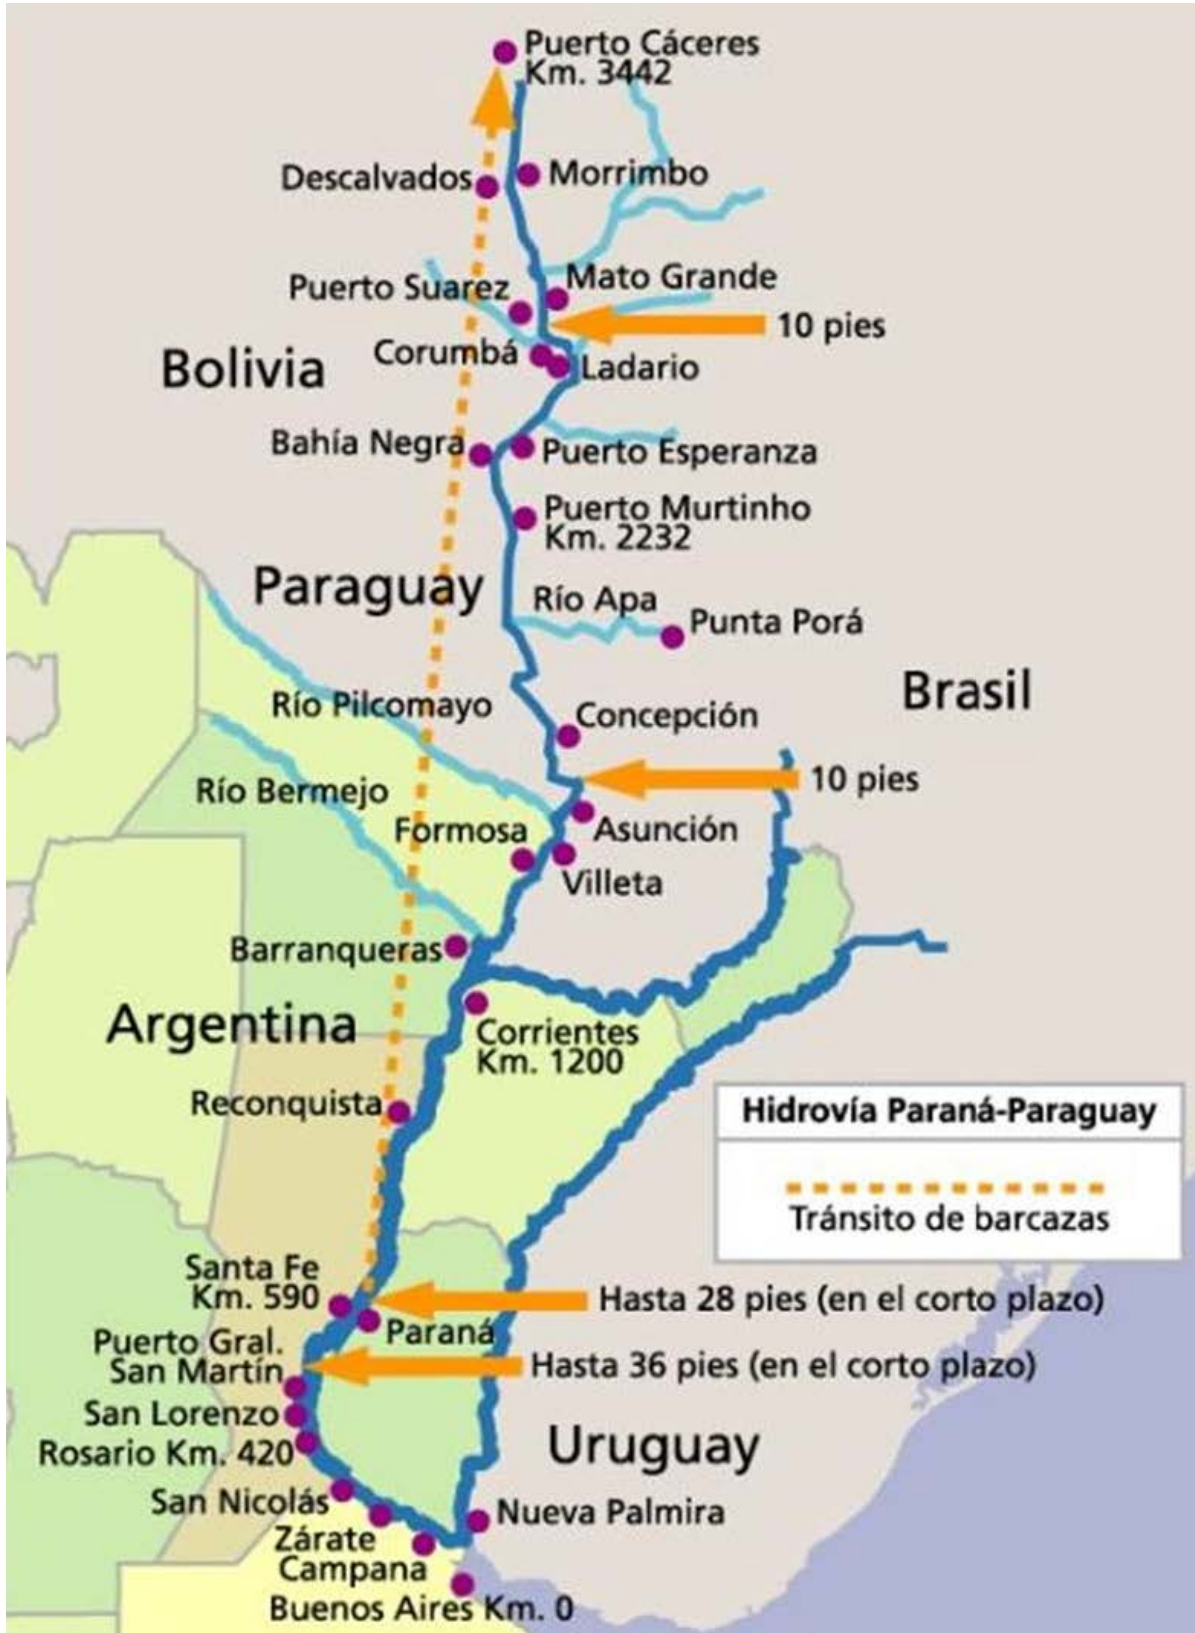 Puerto Cáceres
Km. 3442
Descalvados
Morrimbo
Puerto Suarez
Mato Grande
10 pies
Corumbá
Ladario
Bolivia
Bahía Negra
Puerto Esperanza
Puerto Murtinho
Km. 2232
Paraguay
Río Apa
Punta Porá
Brasil
Río Pilcomayo
Concepción
10 pies
Río Bermejo
Formosa
Asunción
Villeta
Barranqueras
Argentina
Corrientes
Km. 1200
Reconquista
Hidrovía Paraná-Paraguay
Tránsito de barcazas
Santa Fe
Km. 590
Hasta 28 pies (en el corto plazo)
Paraná
Puerto Gral.
San Martín
Hasta 36 pies (en el corto plazo)
San Lorenzo
Rosario Km. 420
Uruguay
San Nicolás
Nueva Palmira
Zárate
Campana
Buenos Aires Km. 0